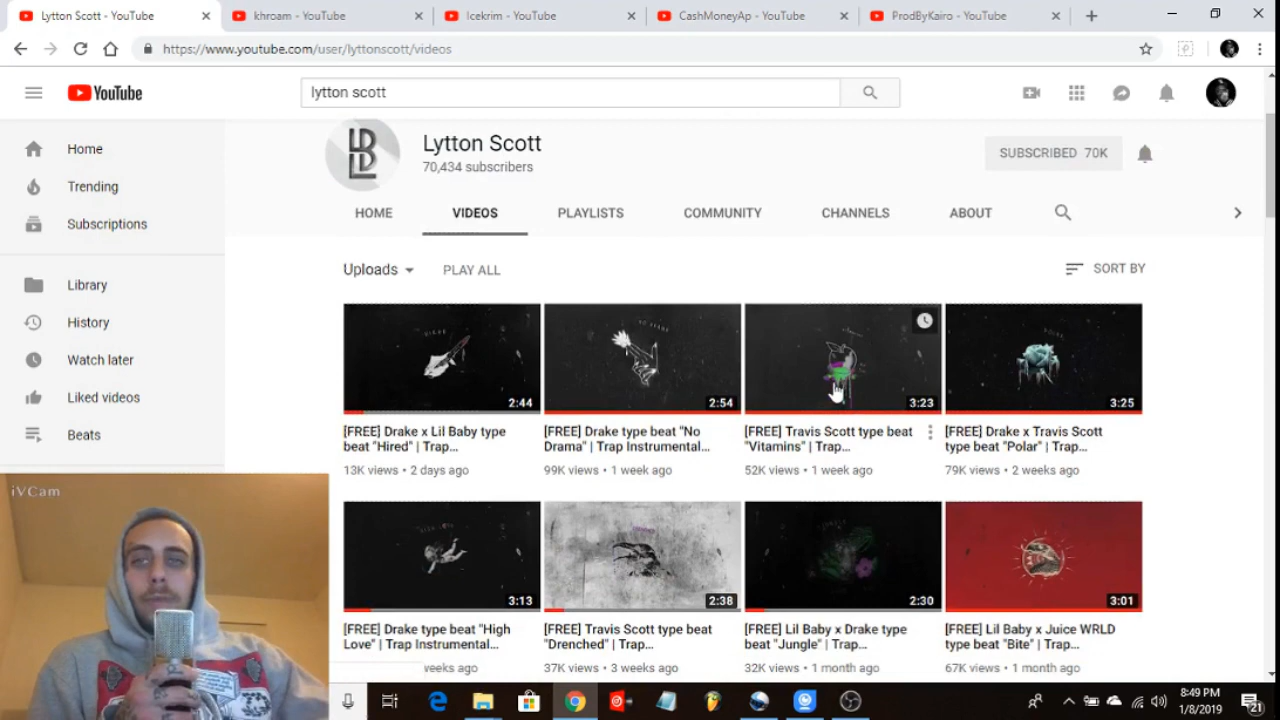 Lytton Scott - YouTube
khroam - YouTube
Icekrim - YouTube
CashMoneyAp - YouTube
ProdByKairo - YouTube
https://www.youtube.com/user/lyttonscott/videos
YouTube
lytton scott
Home
Trending
Subscriptions
Library
History
Watch later
Liked videos
Beats
Lytton Scott
70,434 subscribers
SUBSCRIBED 70K
HOME VIDEOS PLAYLISTS COMMUNITY CHANNELS ABOUT
Uploads PLAY ALL SORT BY
2:44
[FREE] Drake x Lil Baby type
beat "Hired" | Trap...
13K views • 2 days ago
2:54
[FREE] Drake type beat "No
Drama" | Trap Instrumental...
99K views • 1 week ago
3:23
[FREE] Travis Scott type beat
"Vitamins" | Trap...
52K views • 1 week ago
3:25
[FREE] Drake x Travis Scott
type beat "Polar" | Trap...
79K views • 2 weeks ago
3:13
[FREE] Drake type beat "High
Love" | Trap Instrumental...
weeks ago
2:38
[FREE] Travis Scott type beat
"Drenched" | Trap...
37K views • 3 weeks ago
2:30
[FREE] Lil Baby x Drake type
beat "Jungle" | Trap...
32K views • 1 month ago
3:01
[FREE] Lil Baby x Juice WRLD
type beat "Bite" | Trap...
67K views • 1 month ago
iVCam
8:49 PM
1/8/2019
21